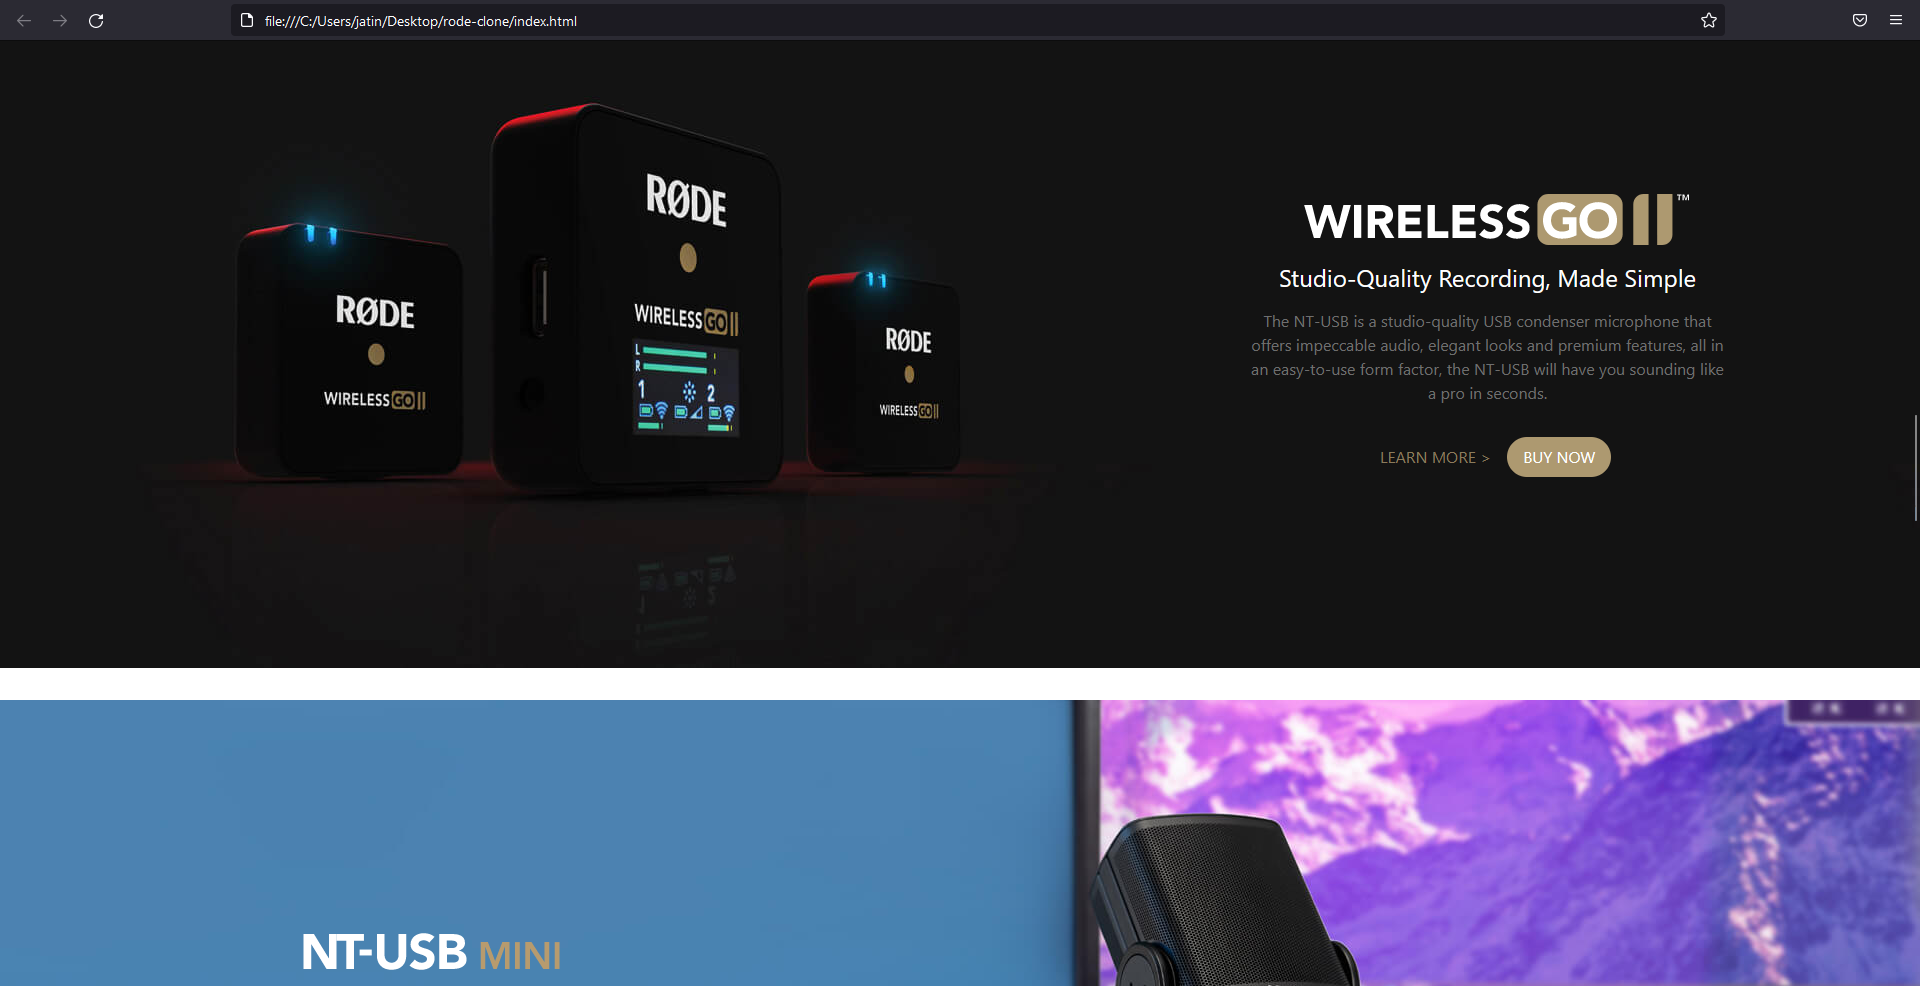 file:///C:/Users/jatin/Desktop/rode-clone/index.html
RØDE
WIRELESS GO II
L
R
1 2
RØDE
WIRELESS GO II
RØDE
WIRELESS GO II
WIRELESS GO II™
Studio-Quality Recording, Made Simple
The NT-USB is a studio-quality USB condenser microphone that
offers impeccable audio, elegant looks and premium features, all in
an easy-to-use form factor, the NT-USB will have you sounding like
a pro in seconds.
LEARN MORE >
BUY NOW
NT-USB MINI